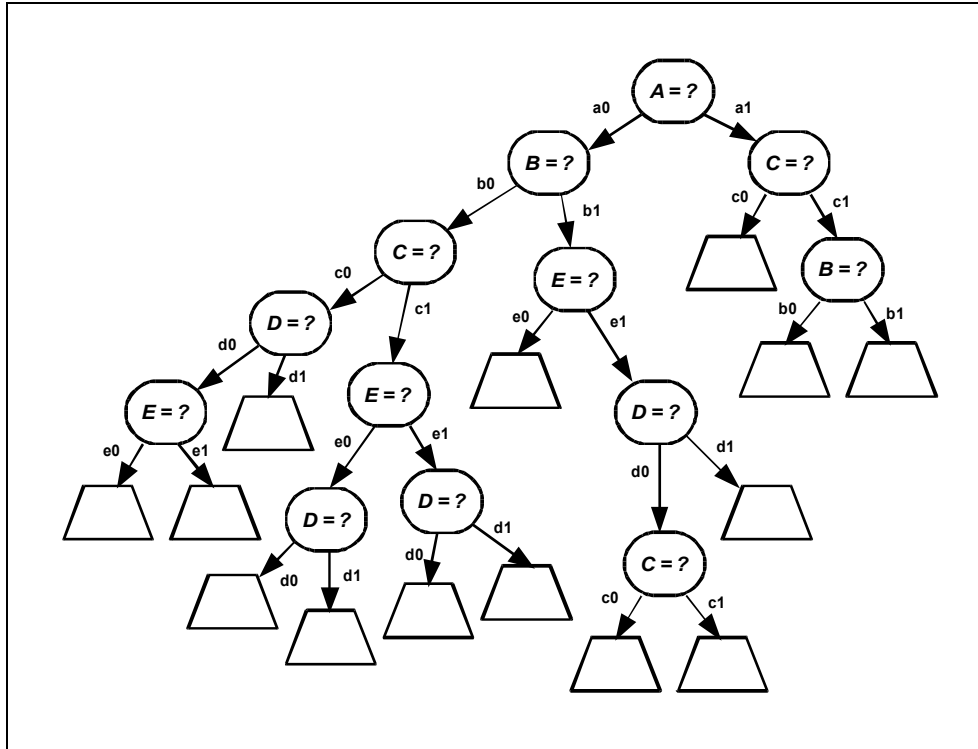 A = ?
a0 a1
B = ? C = ?
b0 b1 c0 c1
C = ? E = ? B = ?
c0 c1 e0 e1 b0 b1
D = ?
d0 d1
E = ? E = ? D = ?
e0 e1 e0 e1 d0 d1
D = ? D = ?
d0 d1 d0 d1
C = ?
c0 c1